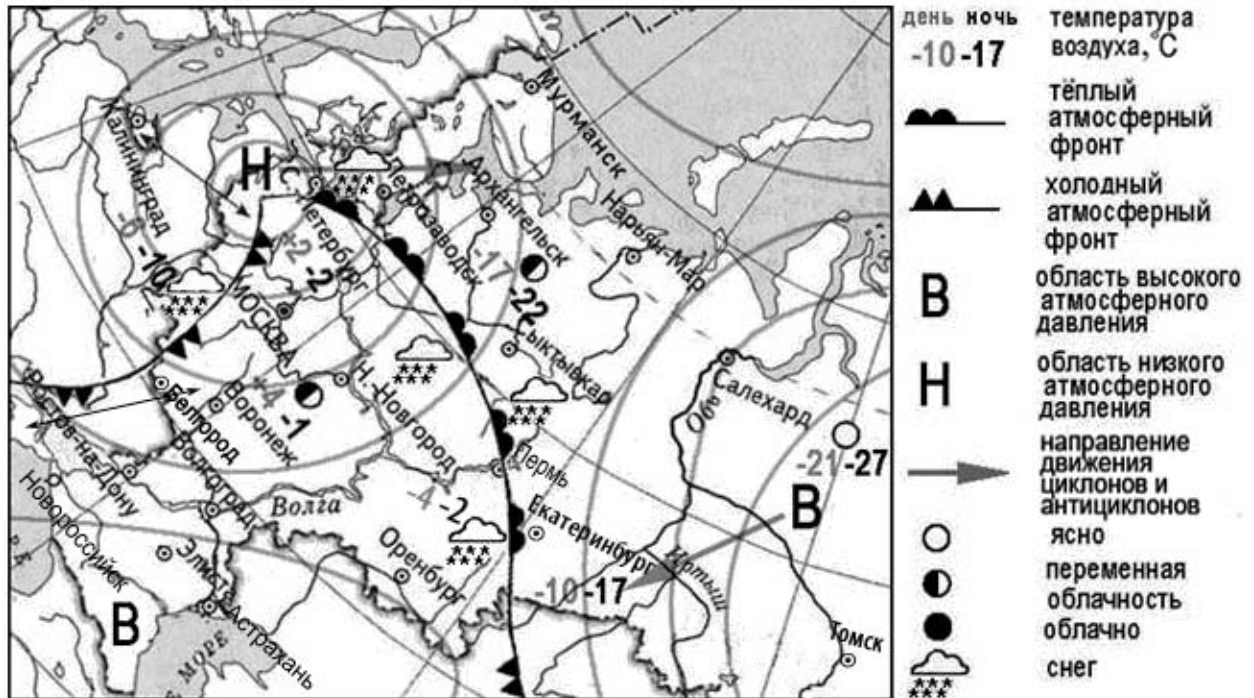 Мурманск
Калининград
Н
С.
Петербург
Петрозаводск
Архангельск
Нарьян-Мар
-6 -10
+2 -2
-17 -22
МОСКВА
Сыктывкар
Салехард
Обь
Белгород
Воронеж
+4 -1
Н. Новгород
Ростов-на-Дону
Волгоград
Пермь
-21 -27
В
Новороссийск
Волга
-4 -2
Екатеринбург
Иртыш
Элиста
Оренбург
-10 -17
В
Астрахань
МОРЕ
Томск
день ночь
-10 -17
температура
воздуха, °С
тёплый
атмосферный
фронт
холодный
атмосферный
фронт
В
область высокого
атмосферного
давления
Н
область низкого
атмосферного
давления
направление
движения
циклонов и
антициклонов
ясно
переменная
облачность
облачно
снег